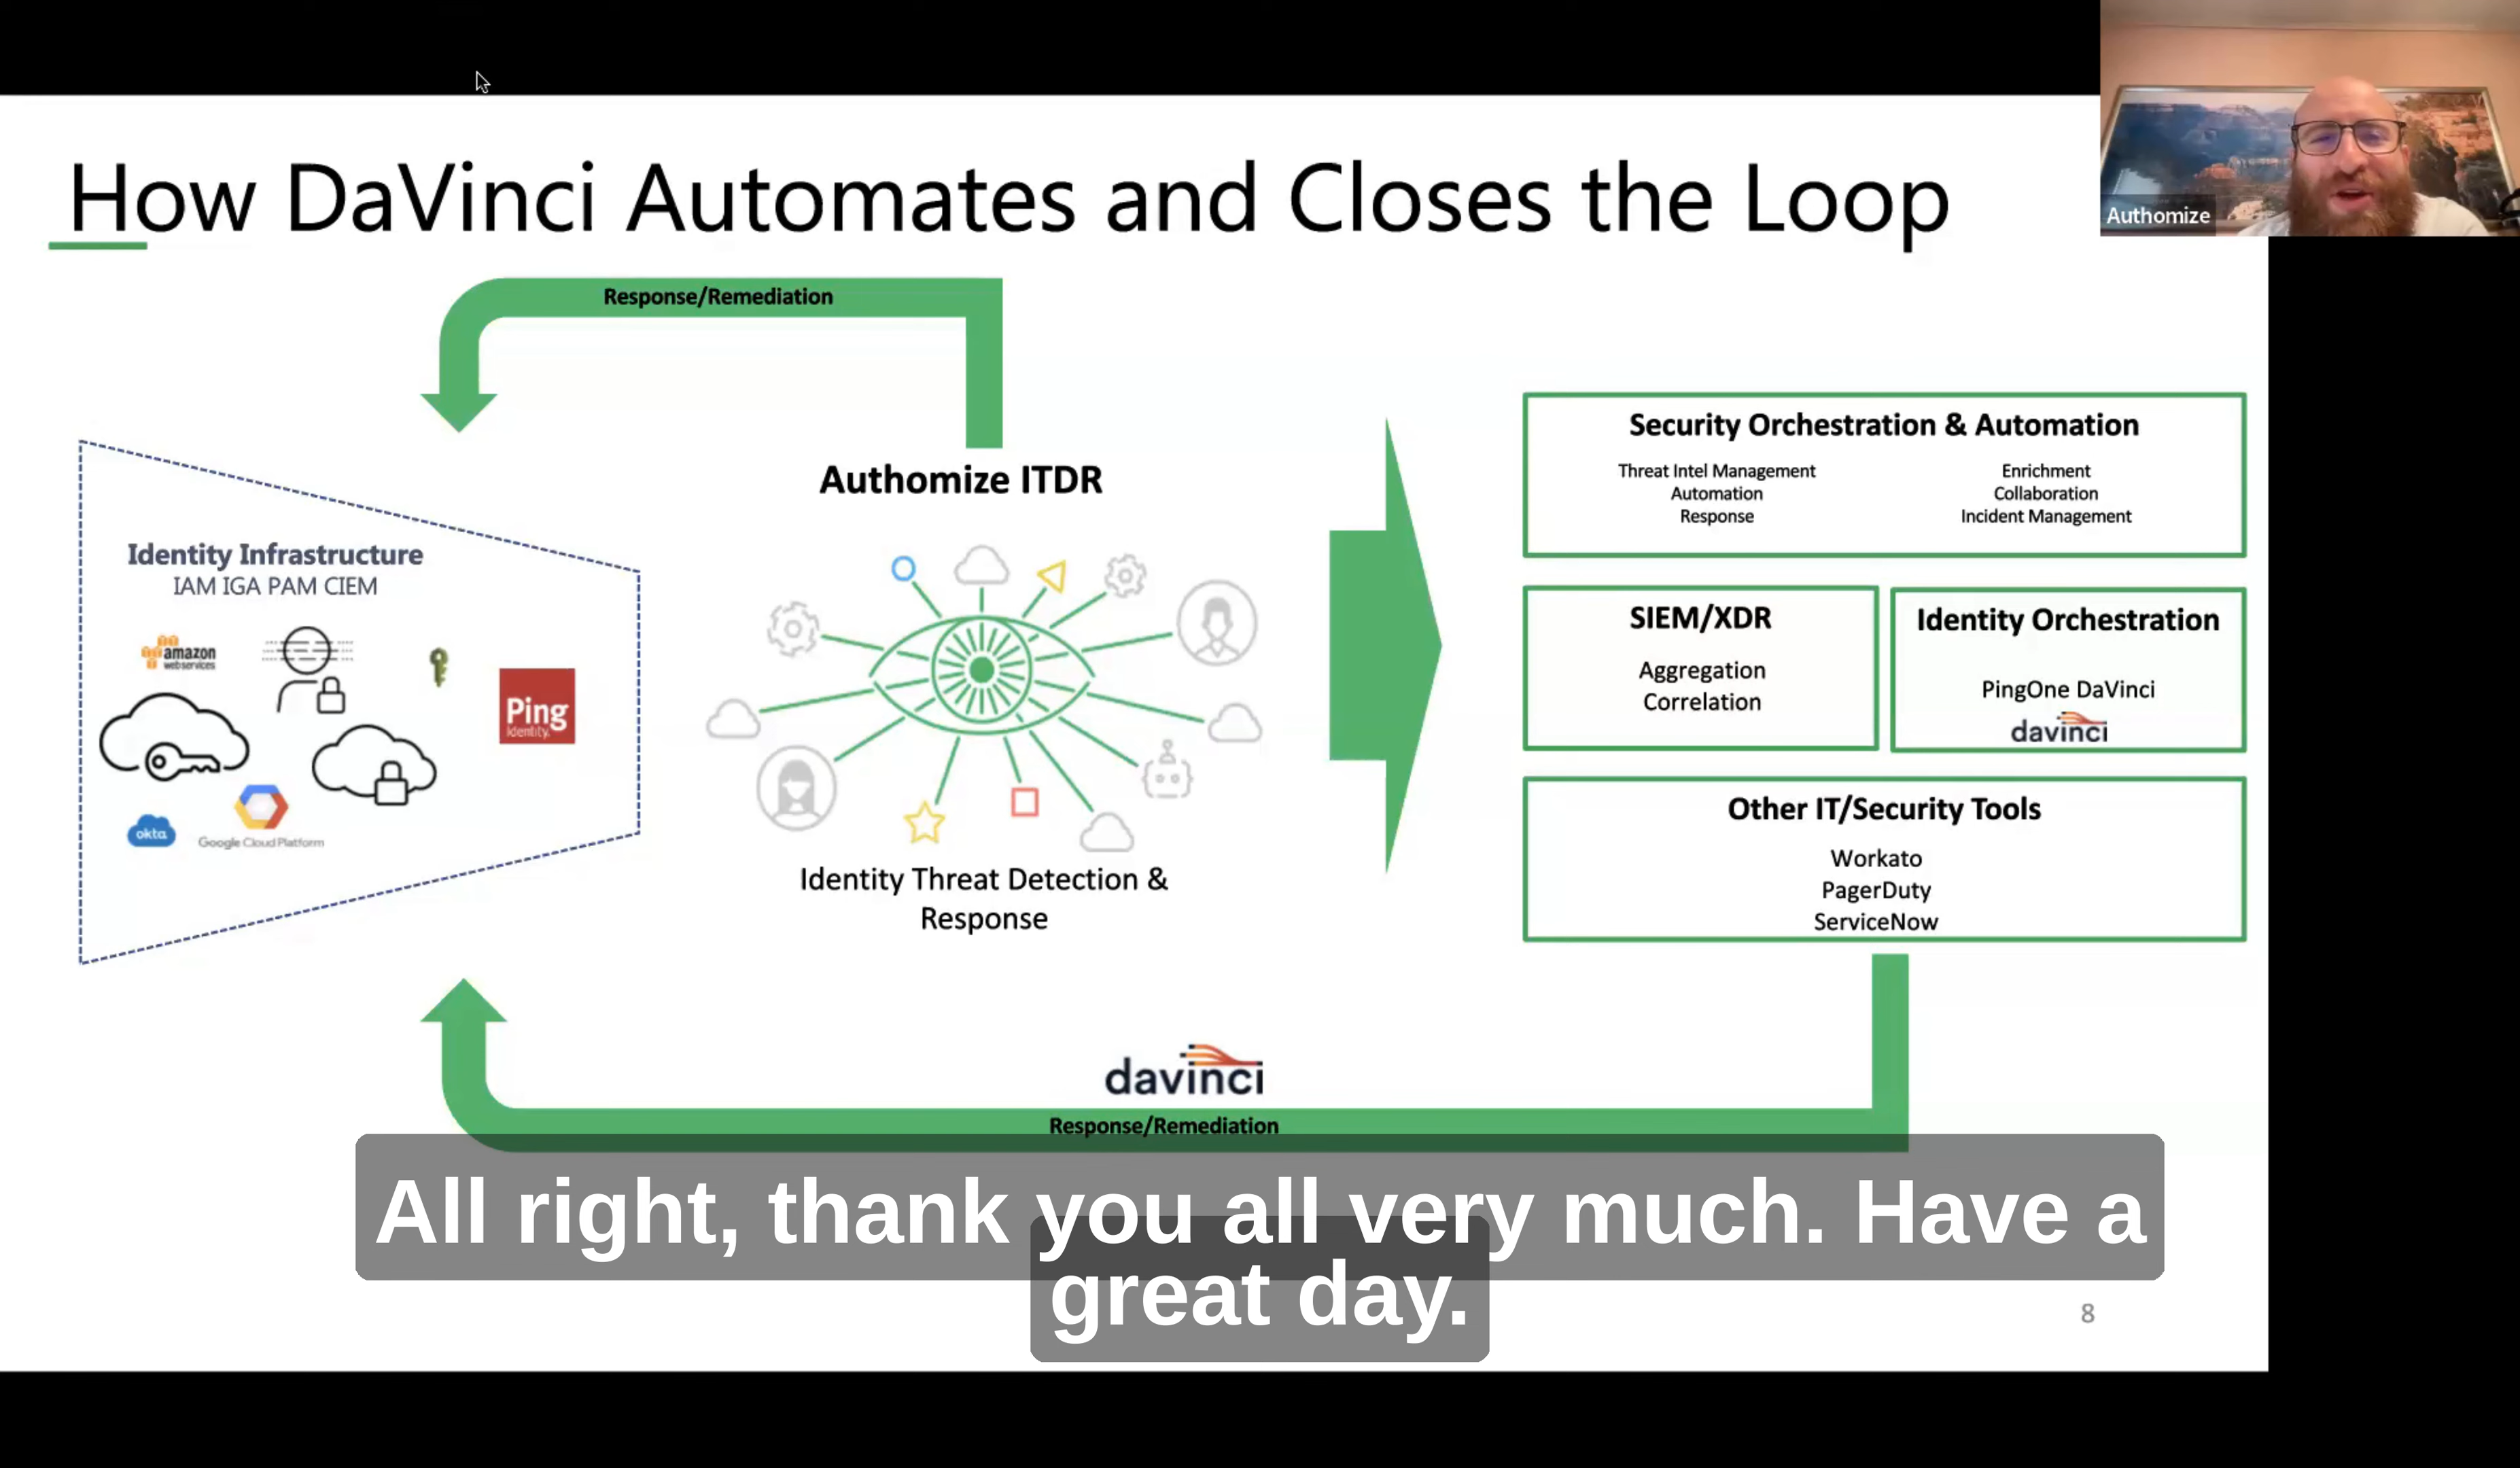 How DaVinci Automates and Closes the Loop
Authomize
Response/Remediation
Identity Infrastructure
IAM IGA PAM CIEM
amazon
webservices
Ping
Identity.
okta
Google Cloud Platform
Authomize ITDR
Identity Threat Detection &
Response
Security Orchestration & Automation
Threat Intel Management
Automation
Response
Enrichment
Collaboration
Incident Management
SIEM/XDR
Aggregation
Correlation
Identity Orchestration
PingOne DaVinci
davinci
Other IT/Security Tools
Workato
PagerDuty
ServiceNow
davinci
Response/Remediation
All right, thank you all very much. Have a
great day.
8